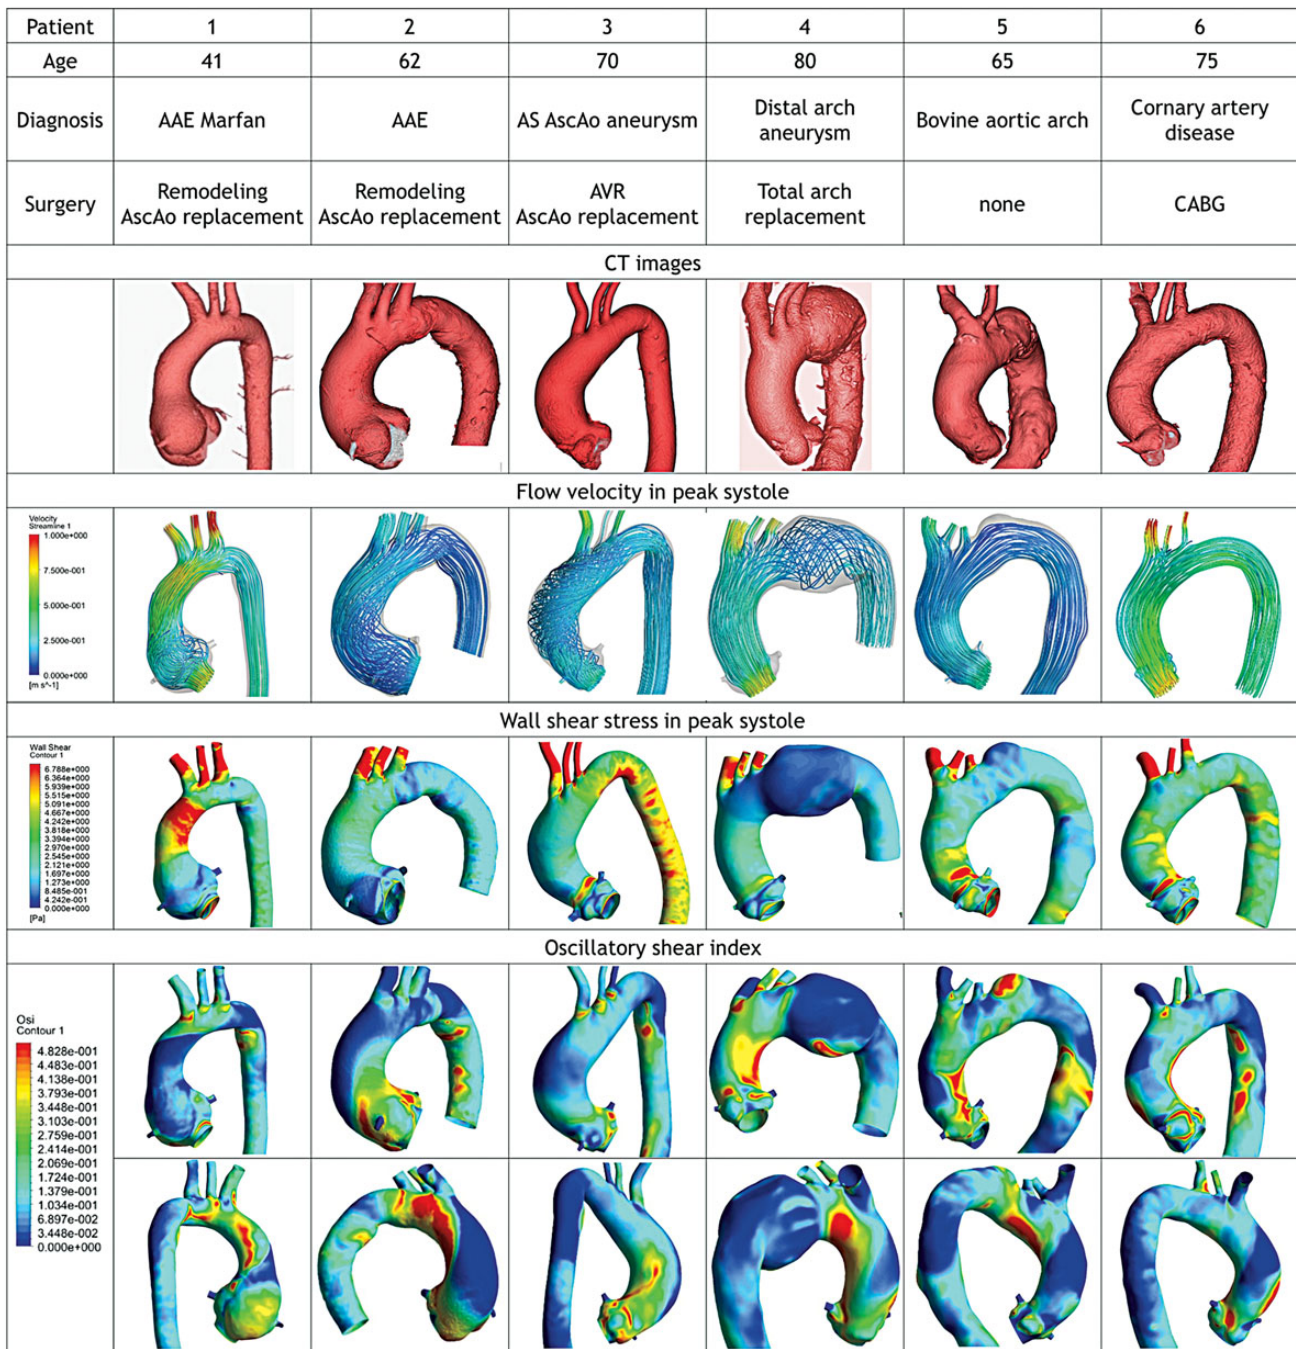 Patient 1 2 3 4 5 6
Age 41 62 70 80 65 75
Diagnosis AAE Marfan AAE AS AscAo aneurysm Distal arch aneurysm Bovine aortic arch Cornary artery disease
Surgery Remodeling AscAo replacement Remodeling AscAo replacement AVR AscAo replacement Total arch replacement none CABG
CT images
Flow velocity in peak systole
Velocity
Streamline 1
1.000e+000
7.500e-001
5.000e-001
2.500e-001
0.000e+000
[m s^-1]
Wall shear stress in peak systole
Wall Shear
Contour 1
6.788e+000
6.364e+000
5.939e+000
5.515e+000
5.091e+000
4.667e+000
4.242e+000
3.818e+000
3.394e+000
2.970e+000
2.545e+000
2.121e+000
1.697e+000
1.273e+000
8.485e-001
4.242e-001
0.000e+000
[Pa]
Oscillatory shear index
Osi
Contour 1
4.828e-001
4.483e-001
4.138e-001
3.793e-001
3.448e-001
3.103e-001
2.759e-001
2.414e-001
2.069e-001
1.724e-001
1.379e-001
1.034e-001
6.897e-002
3.448e-002
0.000e+000